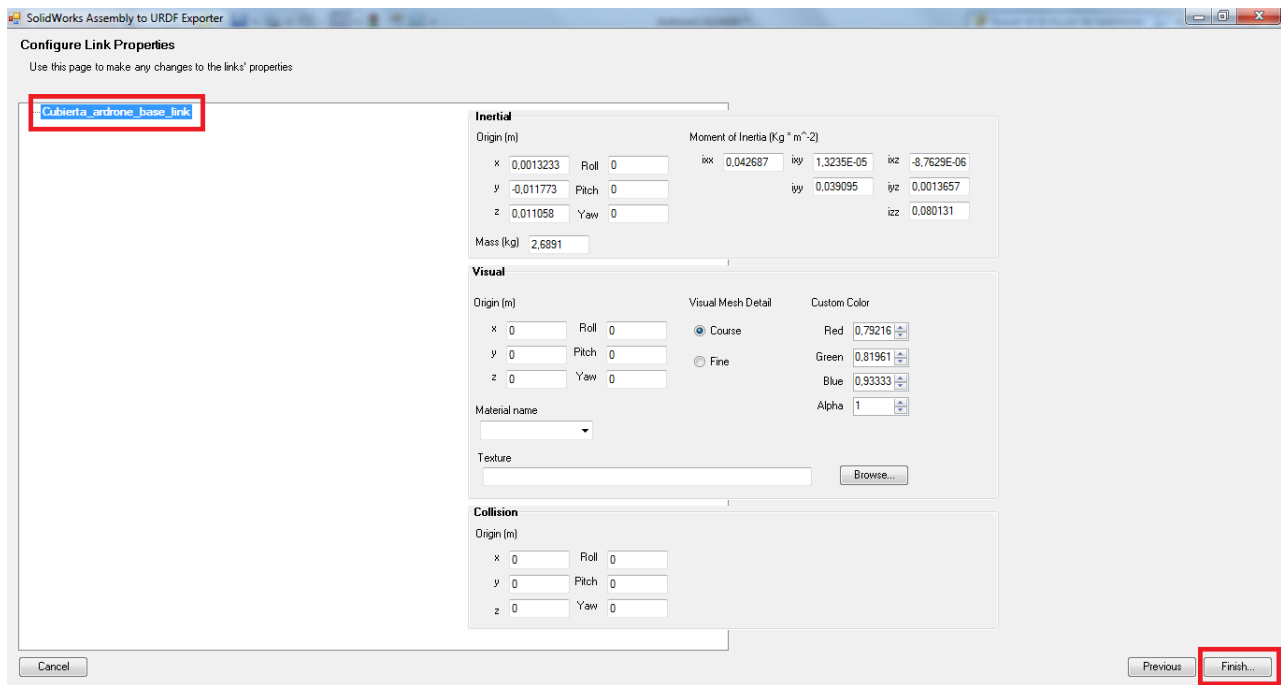 SolidWorks Assembly to URDF Exporter
Configure Link Properties
Use this page to make any changes to the links' properties
Cubierta_ardrone_base_link
Inertial
Origin (m) Moment of Inertia (Kg * m^-2)
x 0,0013233 Roll 0 ixx 0,042687 ixy 1,3235E-05 ixz -8,7629E-06
y -0,011773 Pitch 0 iyy 0,039095 iyz 0,0013657
z 0,011058 Yaw 0 izz 0,080131
Mass (kg) 2,6891
Visual
Origin (m) Visual Mesh Detail Custom Color
x 0 Roll 0 Course Red 0,79216
y 0 Pitch 0 Fine Green 0,81961
z 0 Yaw 0 Blue 0,93333
Alpha 1
Material name
Texture
Browse...
Collision
Origin (m)
x 0 Roll 0
y 0 Pitch 0
z 0 Yaw 0
Cancel Previous Finish...